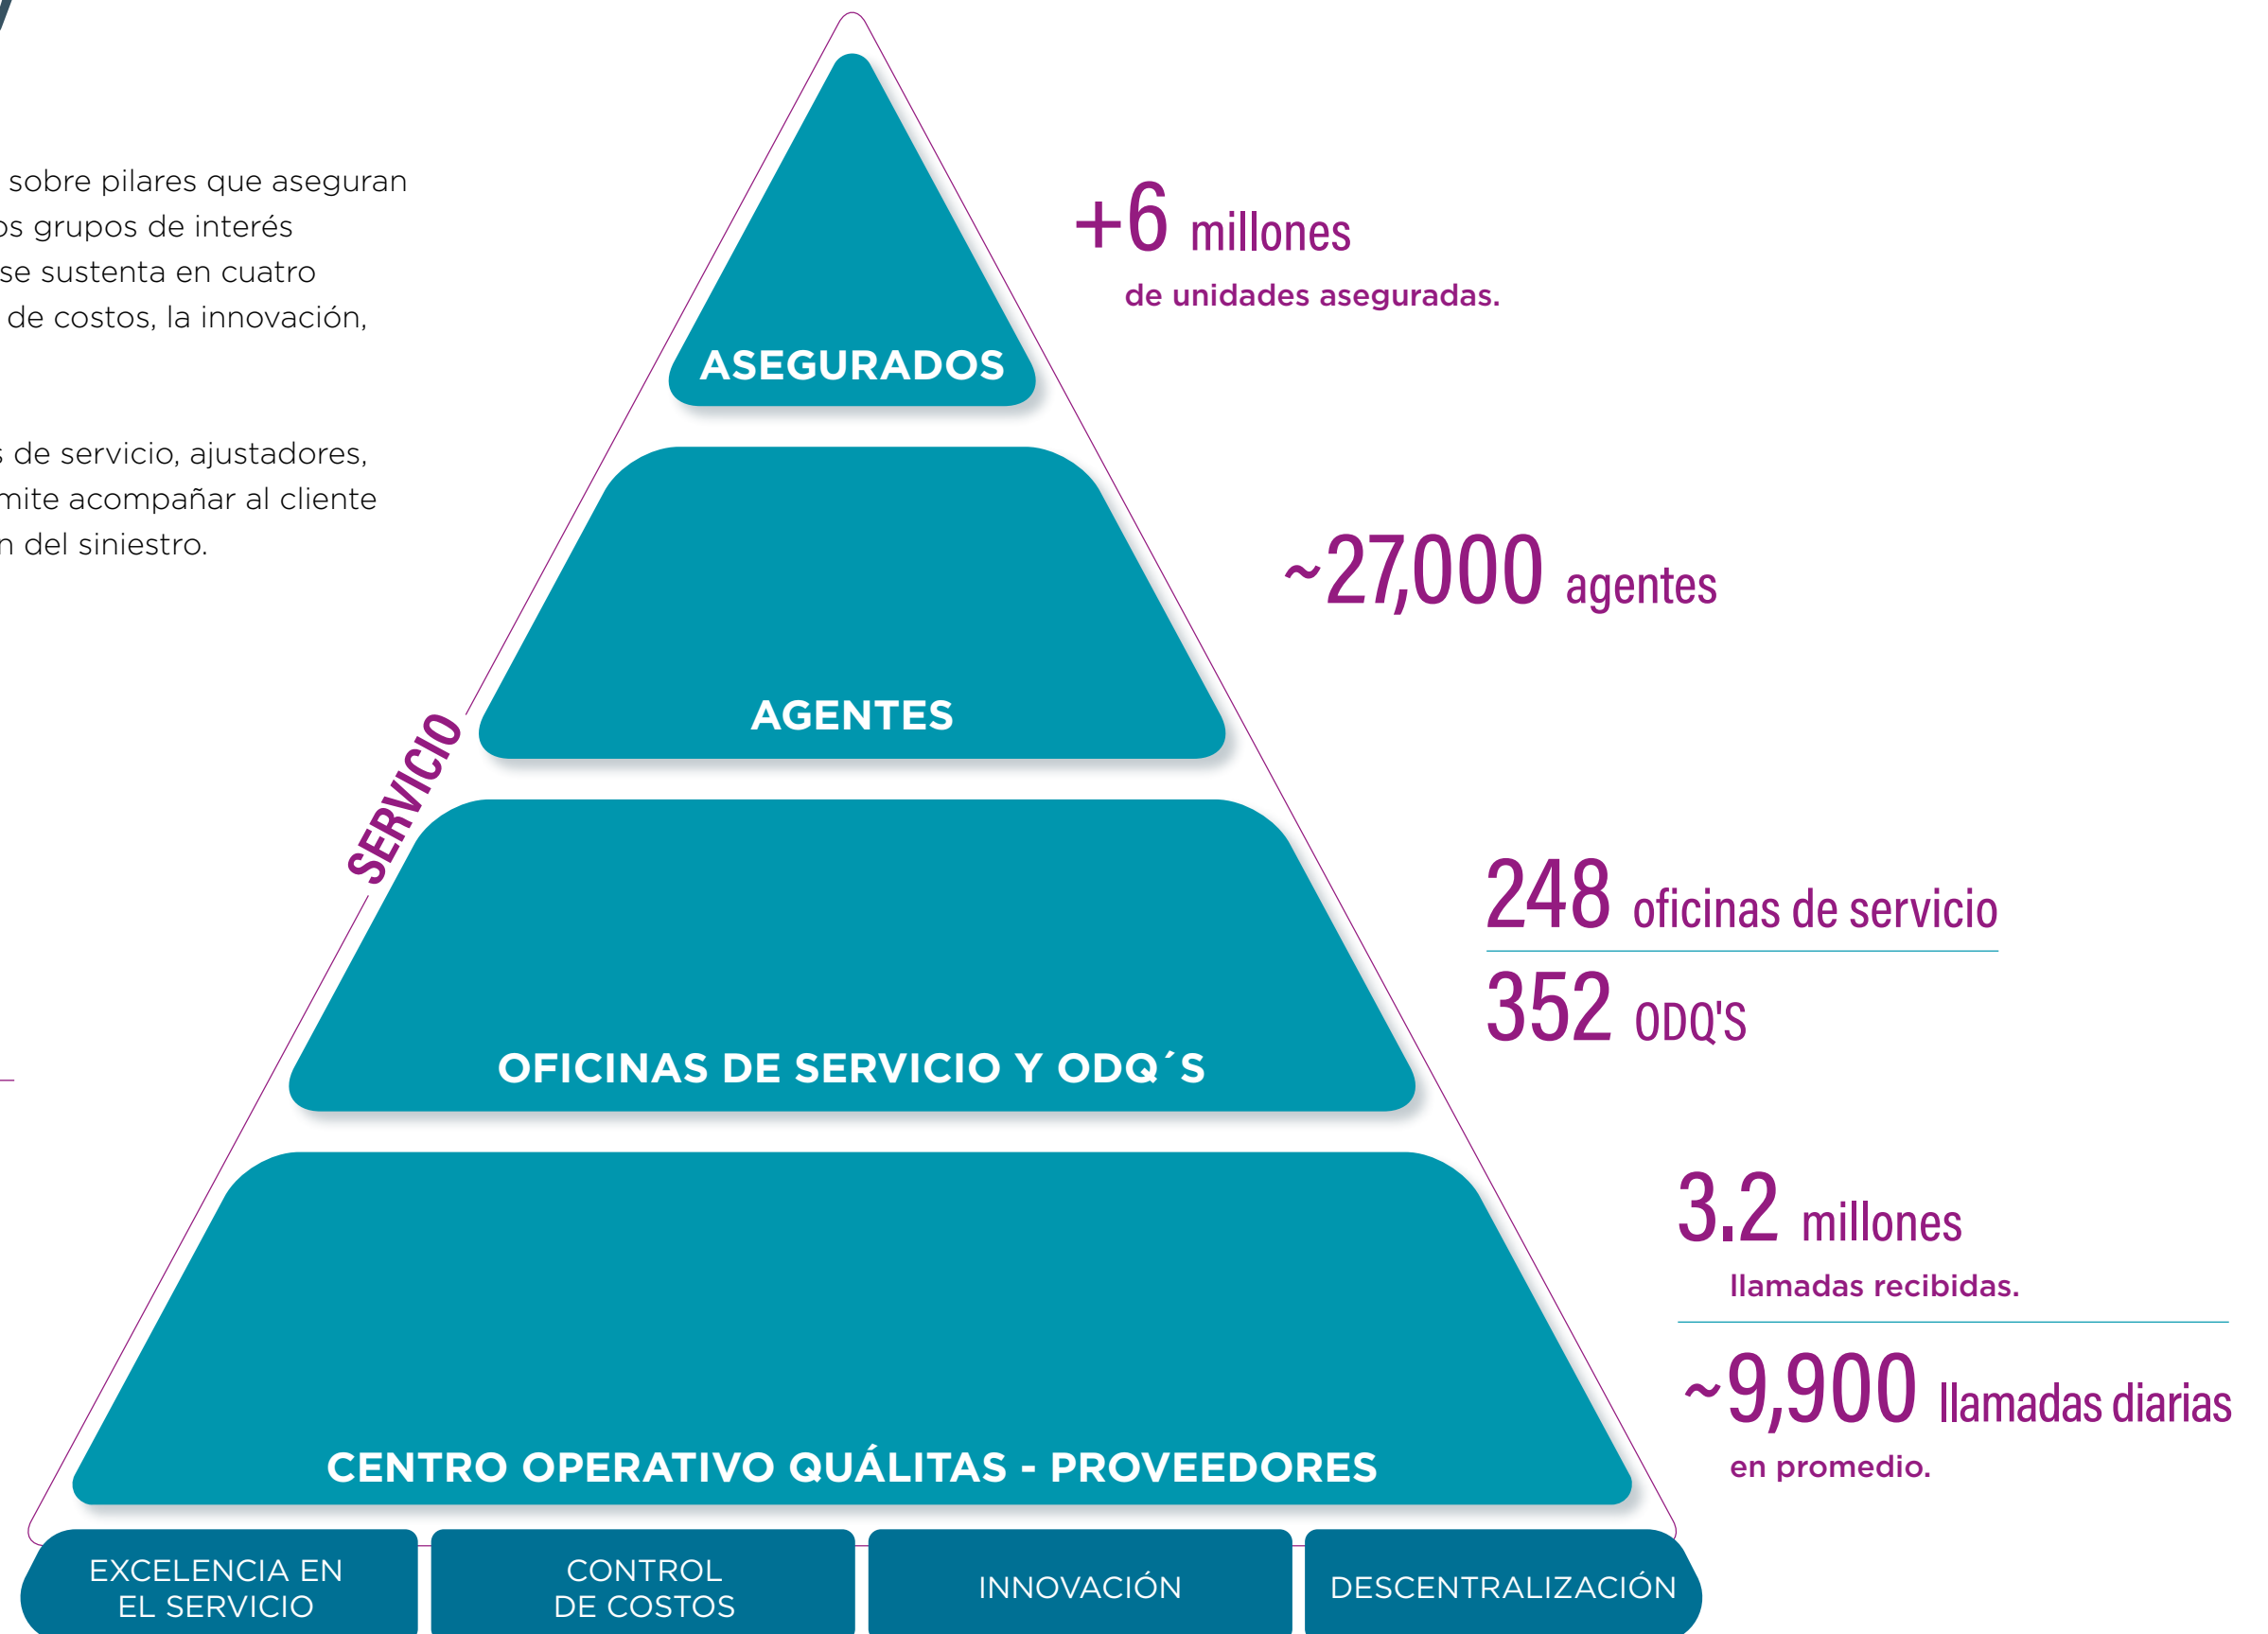 sobre pilares que aseguran
grupos de interés
se sustenta en cuatro
de costos, la innovación,
de servicio, ajustadores,
acompañar al cliente
del siniestro.
+6 millones
de unidades aseguradas.
ASEGURADOS
~27,000 agentes
AGENTES
SERVICIO
248 oficinas de servicio
352 ODQ'S
OFICINAS DE SERVICIO Y ODQ´S
3.2 millones
llamadas recibidas.
~9,900 llamadas diarias
en promedio.
CENTRO OPERATIVO QUÁLITAS - PROVEEDORES
EXCELENCIA EN
EL SERVICIO
CONTROL
DE COSTOS
INNOVACIÓN
DESCENTRALIZACIÓN